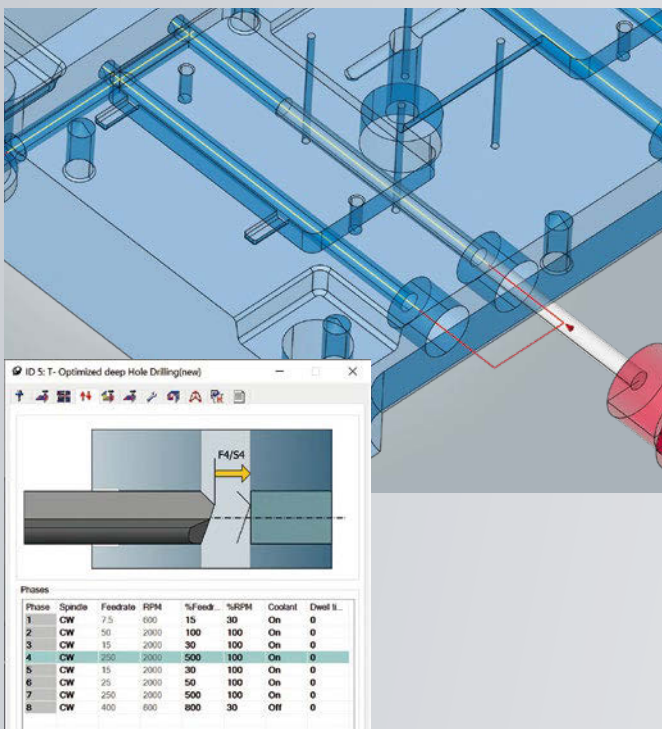 ID 5: T- Optimized deep Hole Drilling(new)
F4/S4
Phases
Phase Spindle Feedrate RPM %Feedr... %RPM Coolant Dwell ti...
1 CW 7.5 600 15 30 On 0
2 CW 50 2000 100 100 On 0
3 CW 15 2000 30 100 On 0
4 CW 250 2000 500 100 On 0
5 CW 15 2000 30 100 On 0
6 CW 25 2000 50 100 On 0
7 CW 250 2000 500 100 On 0
8 CW 400 600 800 30 Off 0